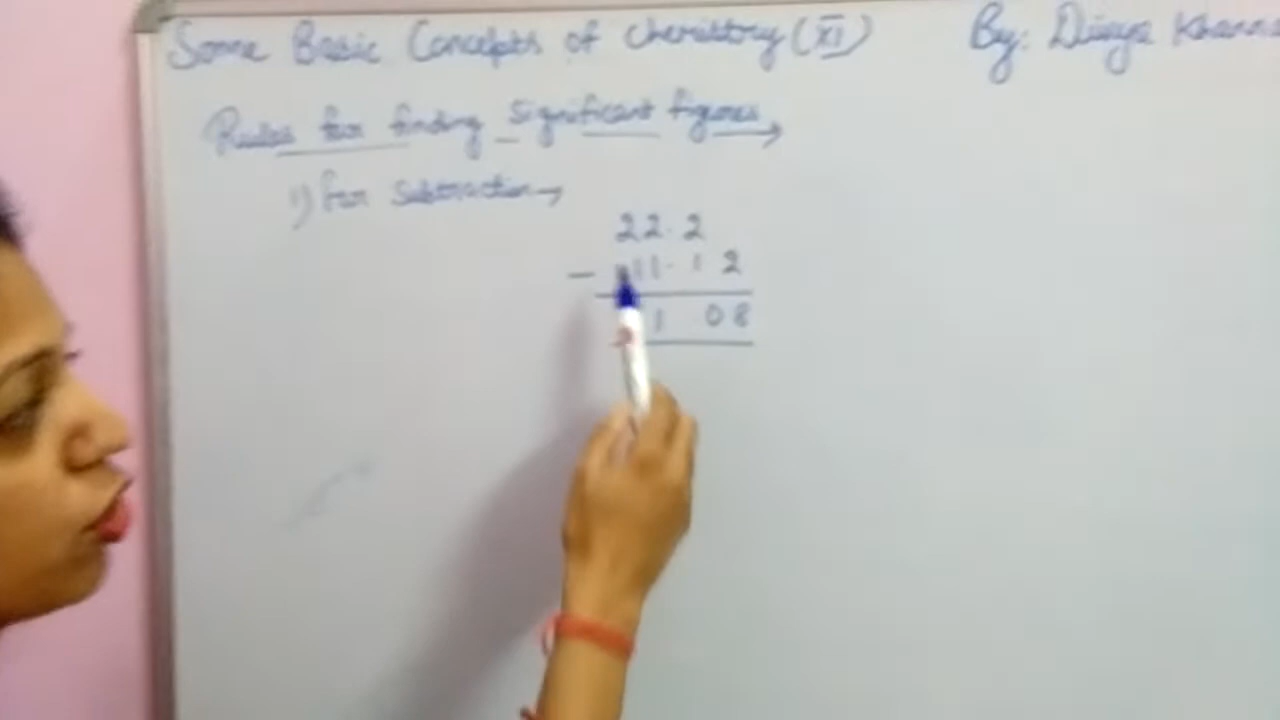 Some Basic Concepts of Chemistry (XI) By: Divya Khanna
Rules for finding Significant figures
1) For Subtraction →
22.2
- 11.12
1 08